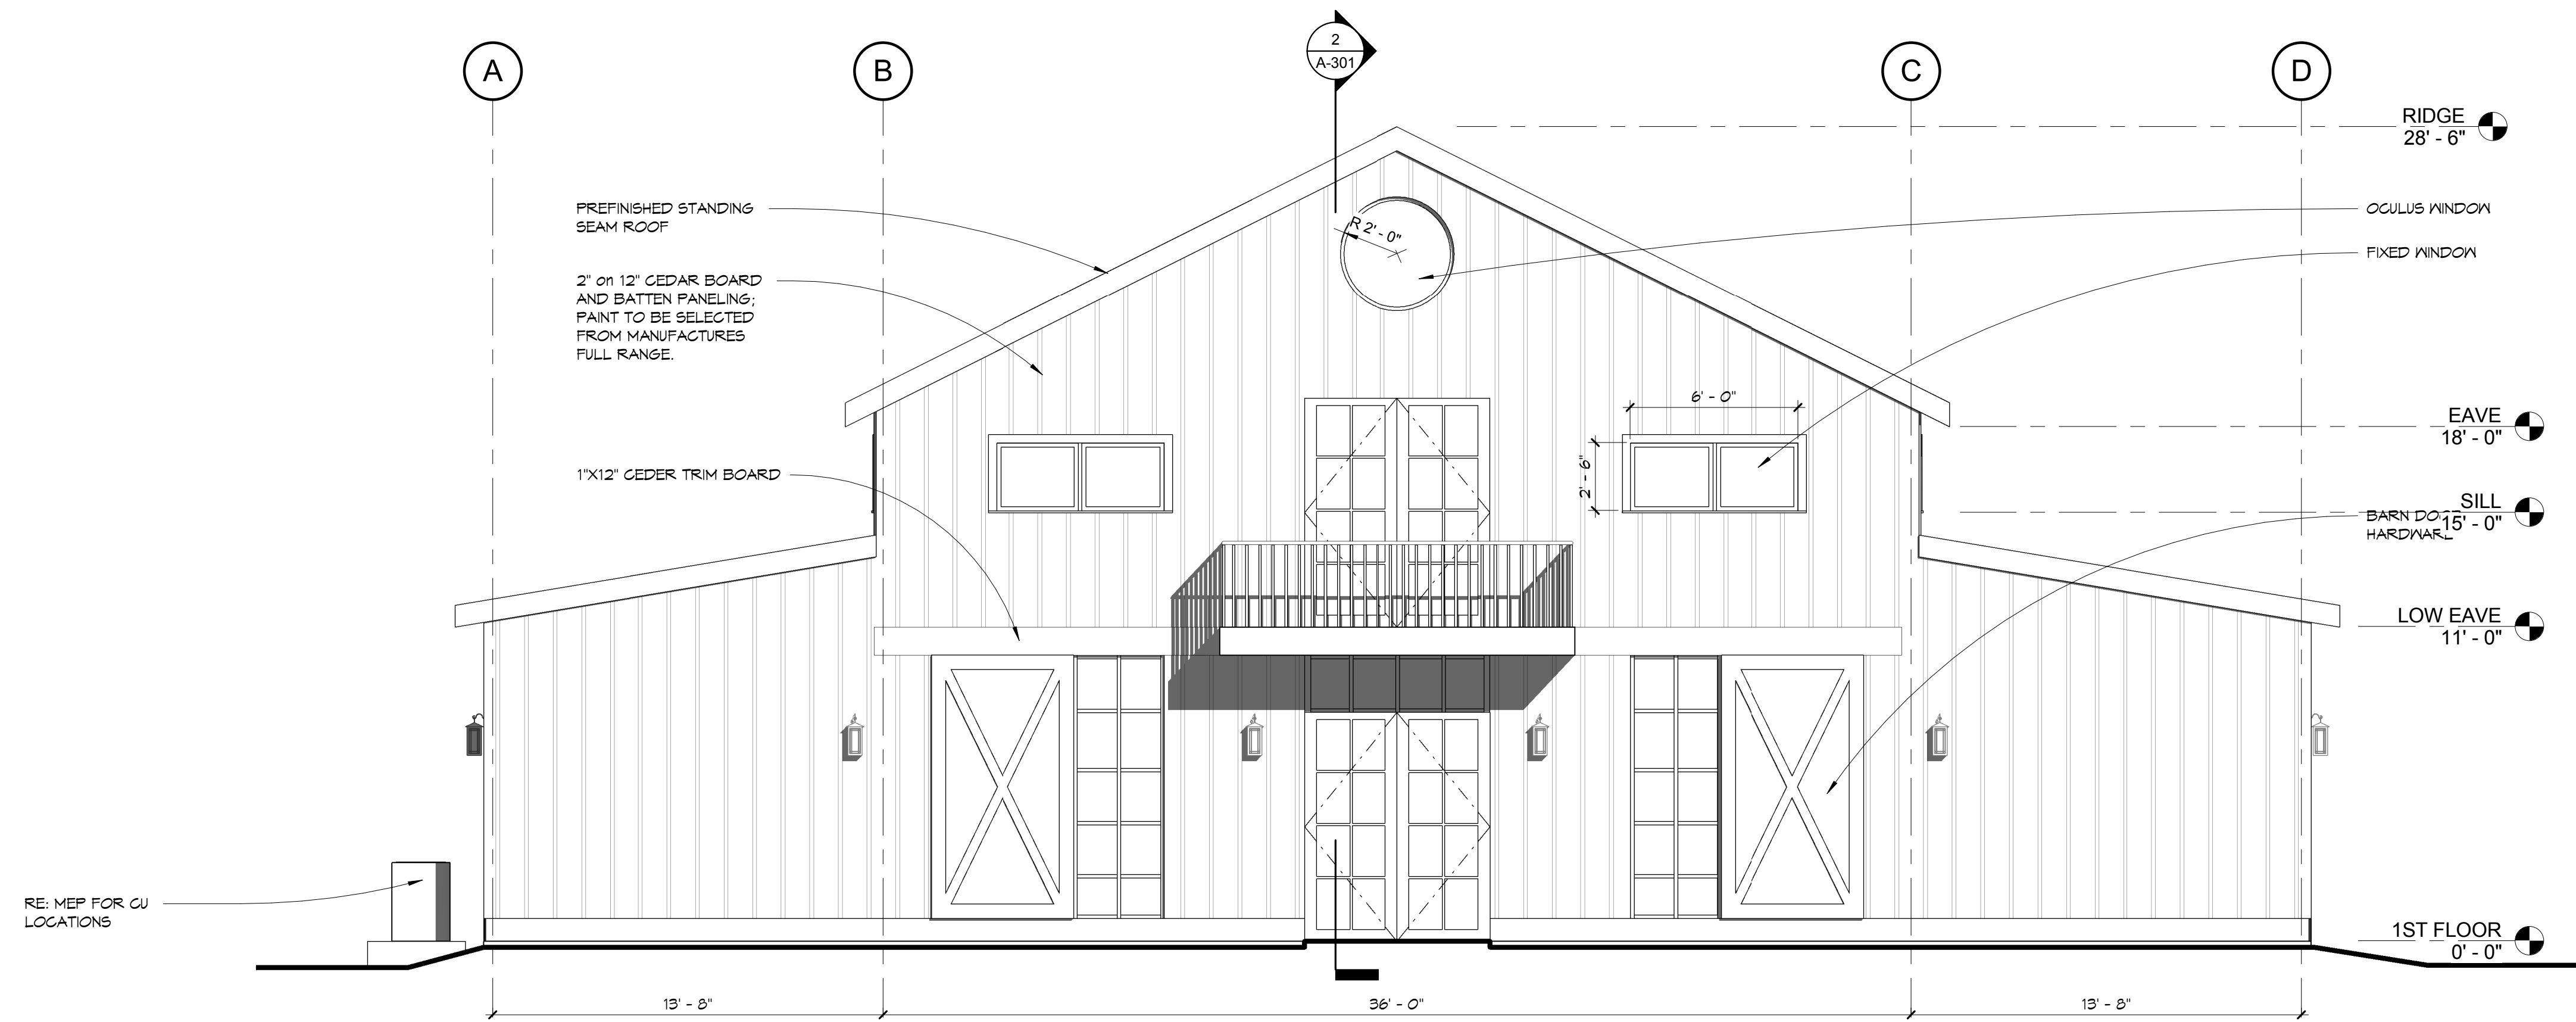 A
B
2
A-301
C
D
RIDGE
28' - 6"
PREFINISHED STANDING
SEAM ROOF
OCULUS WINDOW
R 2' - 0"
FIXED WINDOW
2" on 12" CEDAR BOARD
AND BATTEN PANELING;
PAINT TO BE SELECTED
FROM MANUFACTURES
FULL RANGE.
6' - 0"
EAVE
18' - 0"
2' - 6"
1"X12" CEDER TRIM BOARD
SILL
15' - 0"
BARN DOOR
HARDWARE
LOW EAVE
11' - 0"
RE: MEP FOR CU
LOCATIONS
1ST FLOOR
0' - 0"
13' - 8"
36' - 0"
13' - 8"